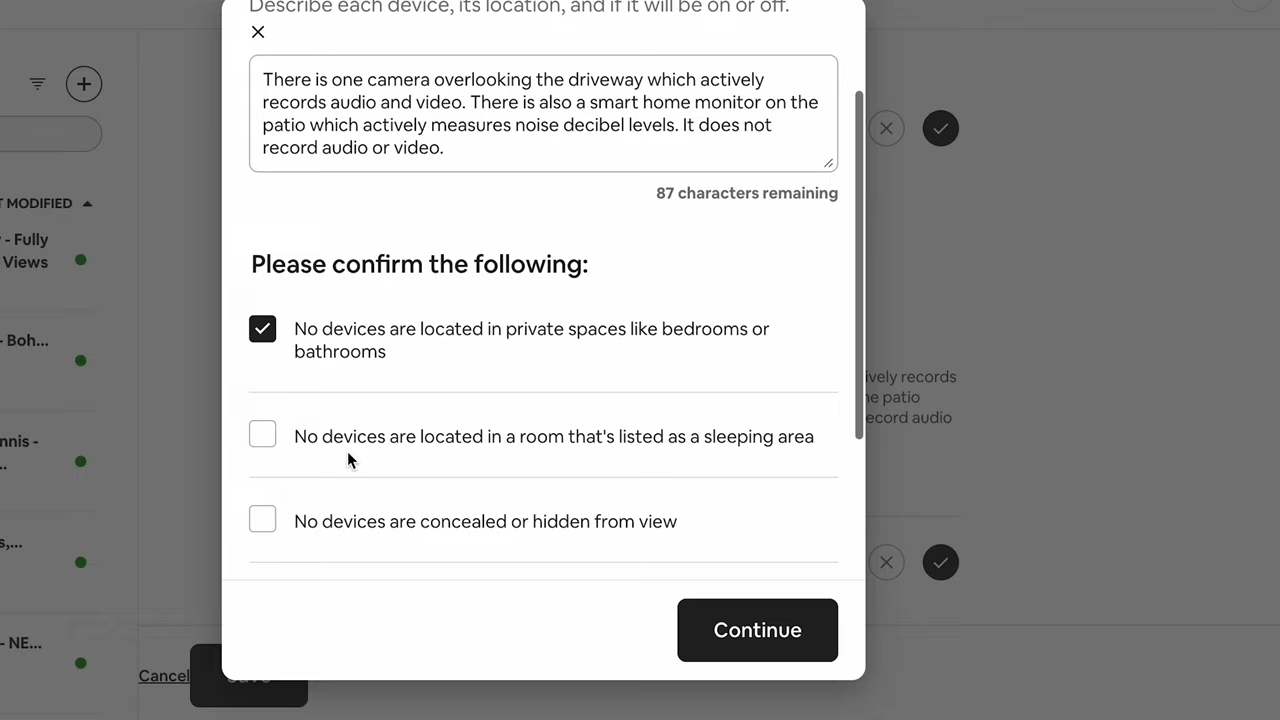 Describe each device, its location, and if it will be on or off.
There is one camera overlooking the driveway which actively
records audio and video. There is also a smart home monitor on the
patio which actively measures noise decibel levels. It does not
record audio or video.
87 characters remaining
Please confirm the following:
No devices are located in private spaces like bedrooms or
bathrooms
No devices are located in a room that's listed as a sleeping area
No devices are concealed or hidden from view
Continue
T MODIFIED
- Fully
Views
- Boh...
nnis -
..
s,...
- NE...
Cancel
Save
ively records
he patio
ecord audio